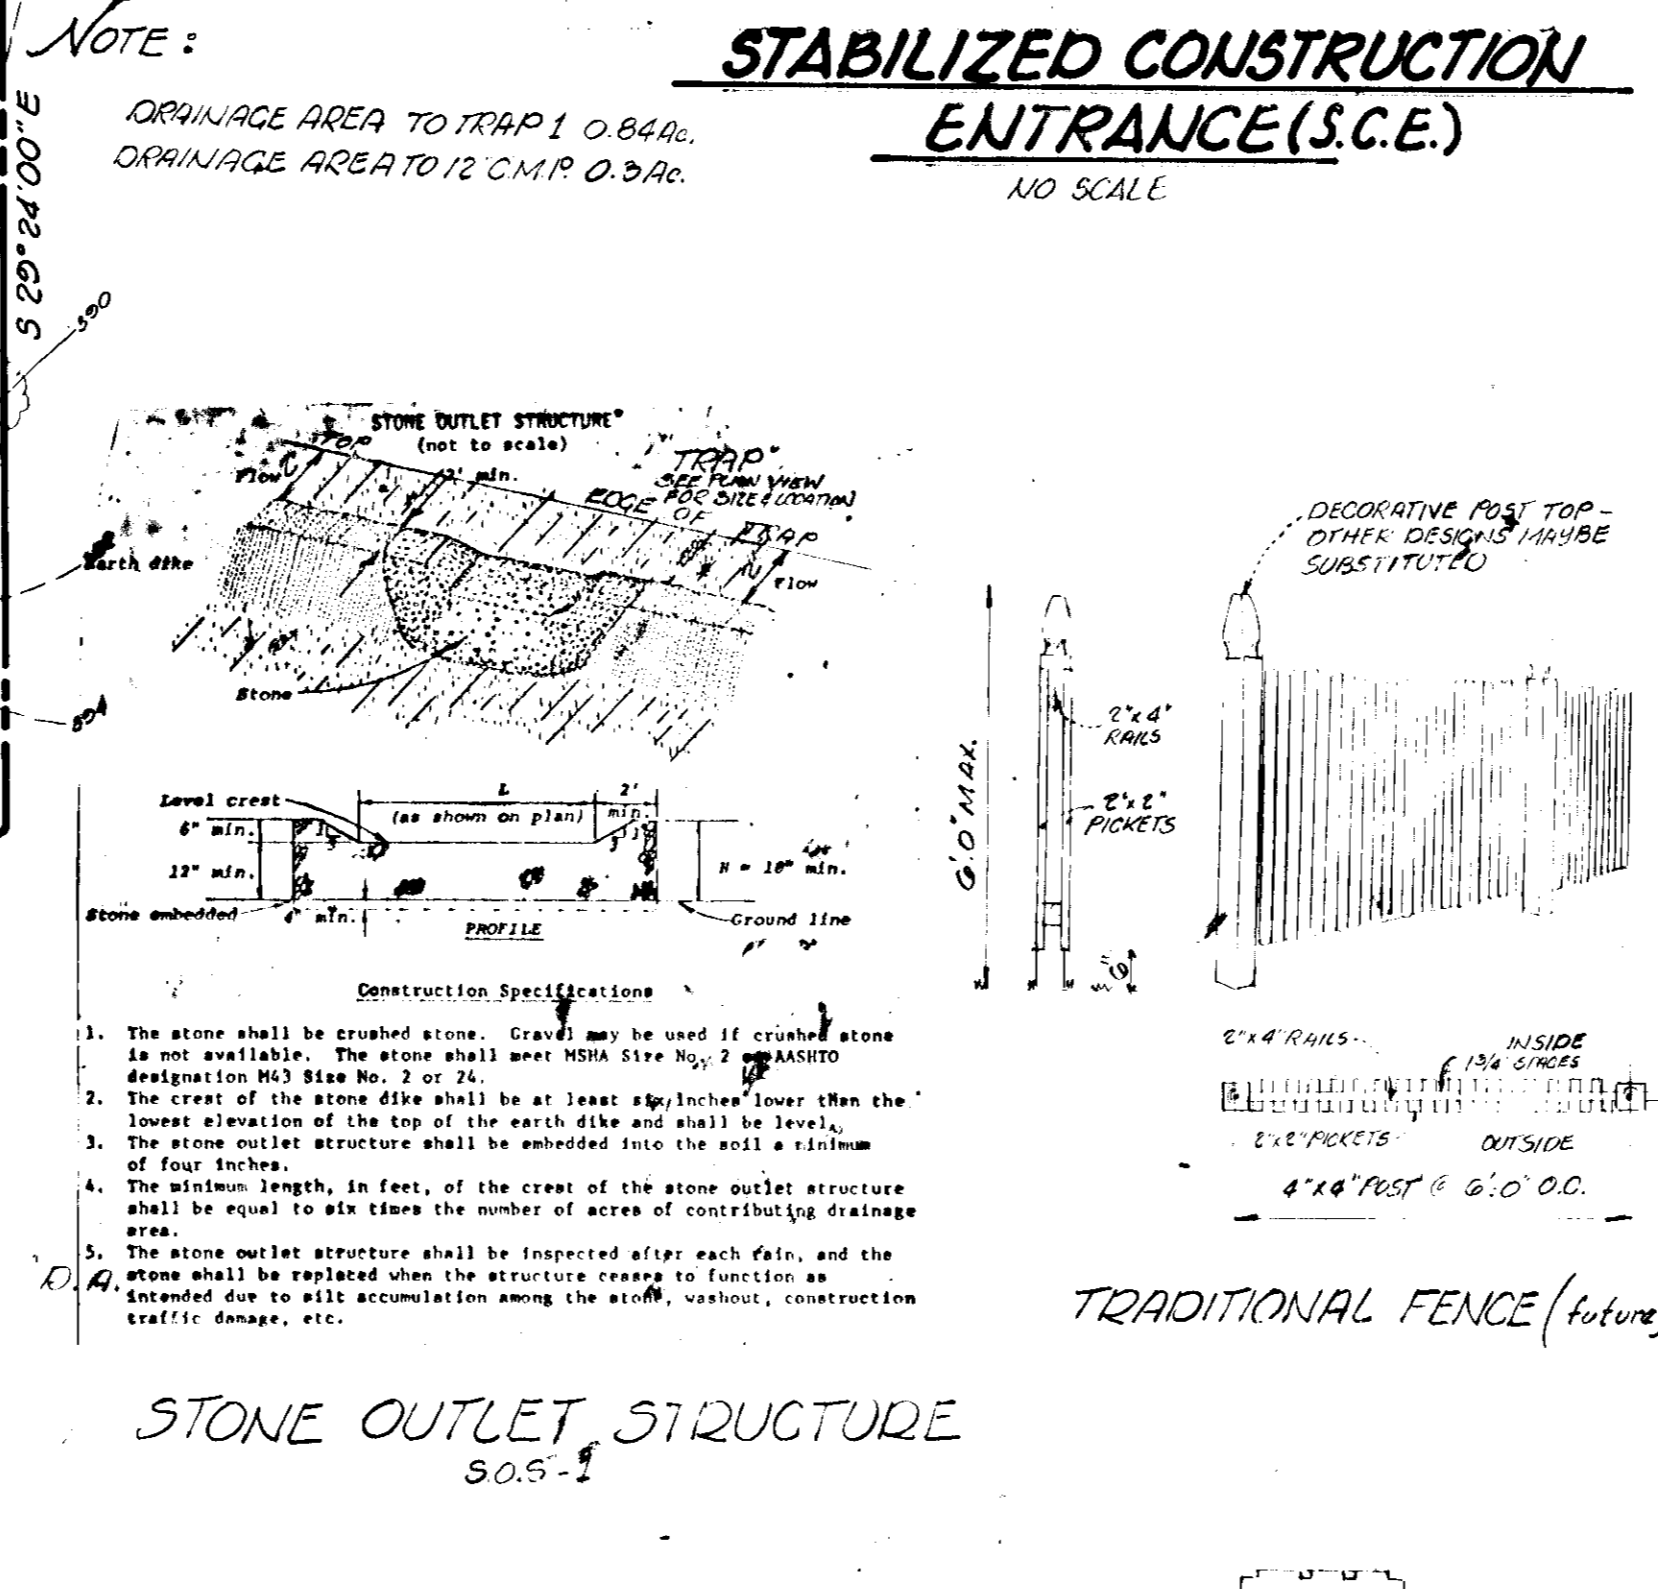 NOTE:
DRAINAGE AREA TO TRAP 1 0.84 Ac.
DRAINAGE AREA TO 12" C.M.P. 0.3 Ac.
STABILIZED CONSTRUCTION
ENTRANCE (S.C.E.)
NO SCALE
S 29° 24' 00" E
590
594
STONE OUTLET STRUCTURE
(not to scale)
TOP
Flow
2' min.
TRAP
SEE PLAN VIEW
FOR SIZE & LOCATION
EDGE
OF
TRAP
Flow
Earth dike
Stone
Level crest
L
(as shown on plan)
2'
min.
6" min.
12" min.
H = 18" min.
Stone embedded
4" min.
Ground line
PROFILE
Construction Specifications
1. The stone shall be crushed stone. Gravel may be used if crushed stone
is not available. The stone shall meet MSHA Size No. 2 AASHTO
designation M43 Size No. 2 or 24.
2. The crest of the stone dike shall be at least six inches lower than the
lowest elevation of the top of the earth dike and shall be level.
3. The stone outlet structure shall be embedded into the soil a minimum
of four inches.
4. The minimum length, in feet, of the crest of the stone outlet structure
shall be equal to six times the number of acres of contributing drainage
area.
5. The stone outlet structure shall be inspected after each rain, and the
stone shall be replaced when the structure ceases to function as
intended due to silt accumulation among the stone, washout, construction
traffic damage, etc.
D.A.
STONE OUTLET STRUCTURE
S.O.S-1
DECORATIVE POST TOP -
OTHER DESIGNS MAYBE
SUBSTITUTED
6'.0" MAX.
2"x4"
RAILS
2"x2"
PICKETS
6"
2"x4" RAILS
INSIDE
1 3/4" SPACES
2"x2" PICKETS
OUTSIDE
4"x4" POST @ 6'.0" O.C.
TRADITIONAL FENCE (future)